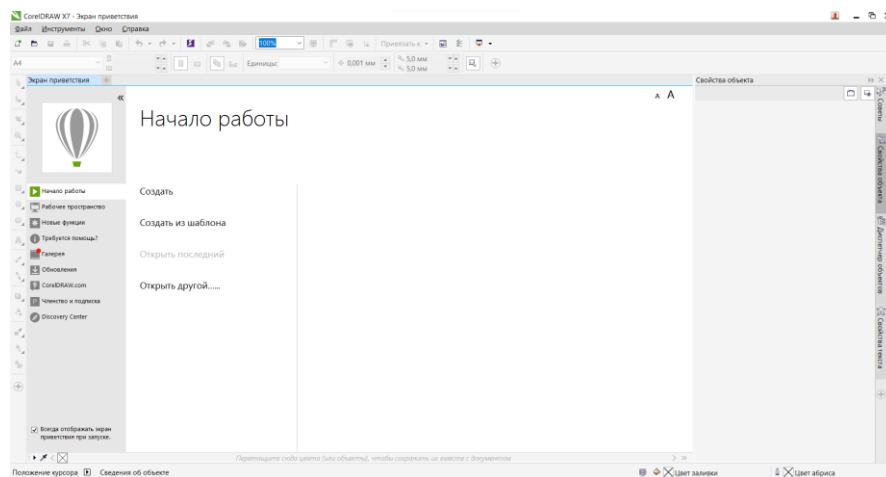 CorelDRAW X7 - Экран приветствия
Файл Инструменты Окно Справка
100% Привязать к
A4 Единицы: 0,001 мм 5,0 мм
5,0 мм
Экран приветствия
Свойства объекта
A A
Начало работы
Начало работы
Рабочее пространство
Новые функции
Требуется помощь?
Галерея
Обновления
CorelDRAW.com
Членство и подписка
Discovery Center
Создать
Создать из шаблона
Открыть последний
Открыть другой.....
Советы
Свойства объекта
Диспетчер объектов
Свойства текста
Всегда отображать экран
приветствия при запуске.
Перетащите сюда цвета (или объекты), чтобы сохранить их вместе с документом
Положение курсора Сведения об объекте Цвет заливки Цвет абриса